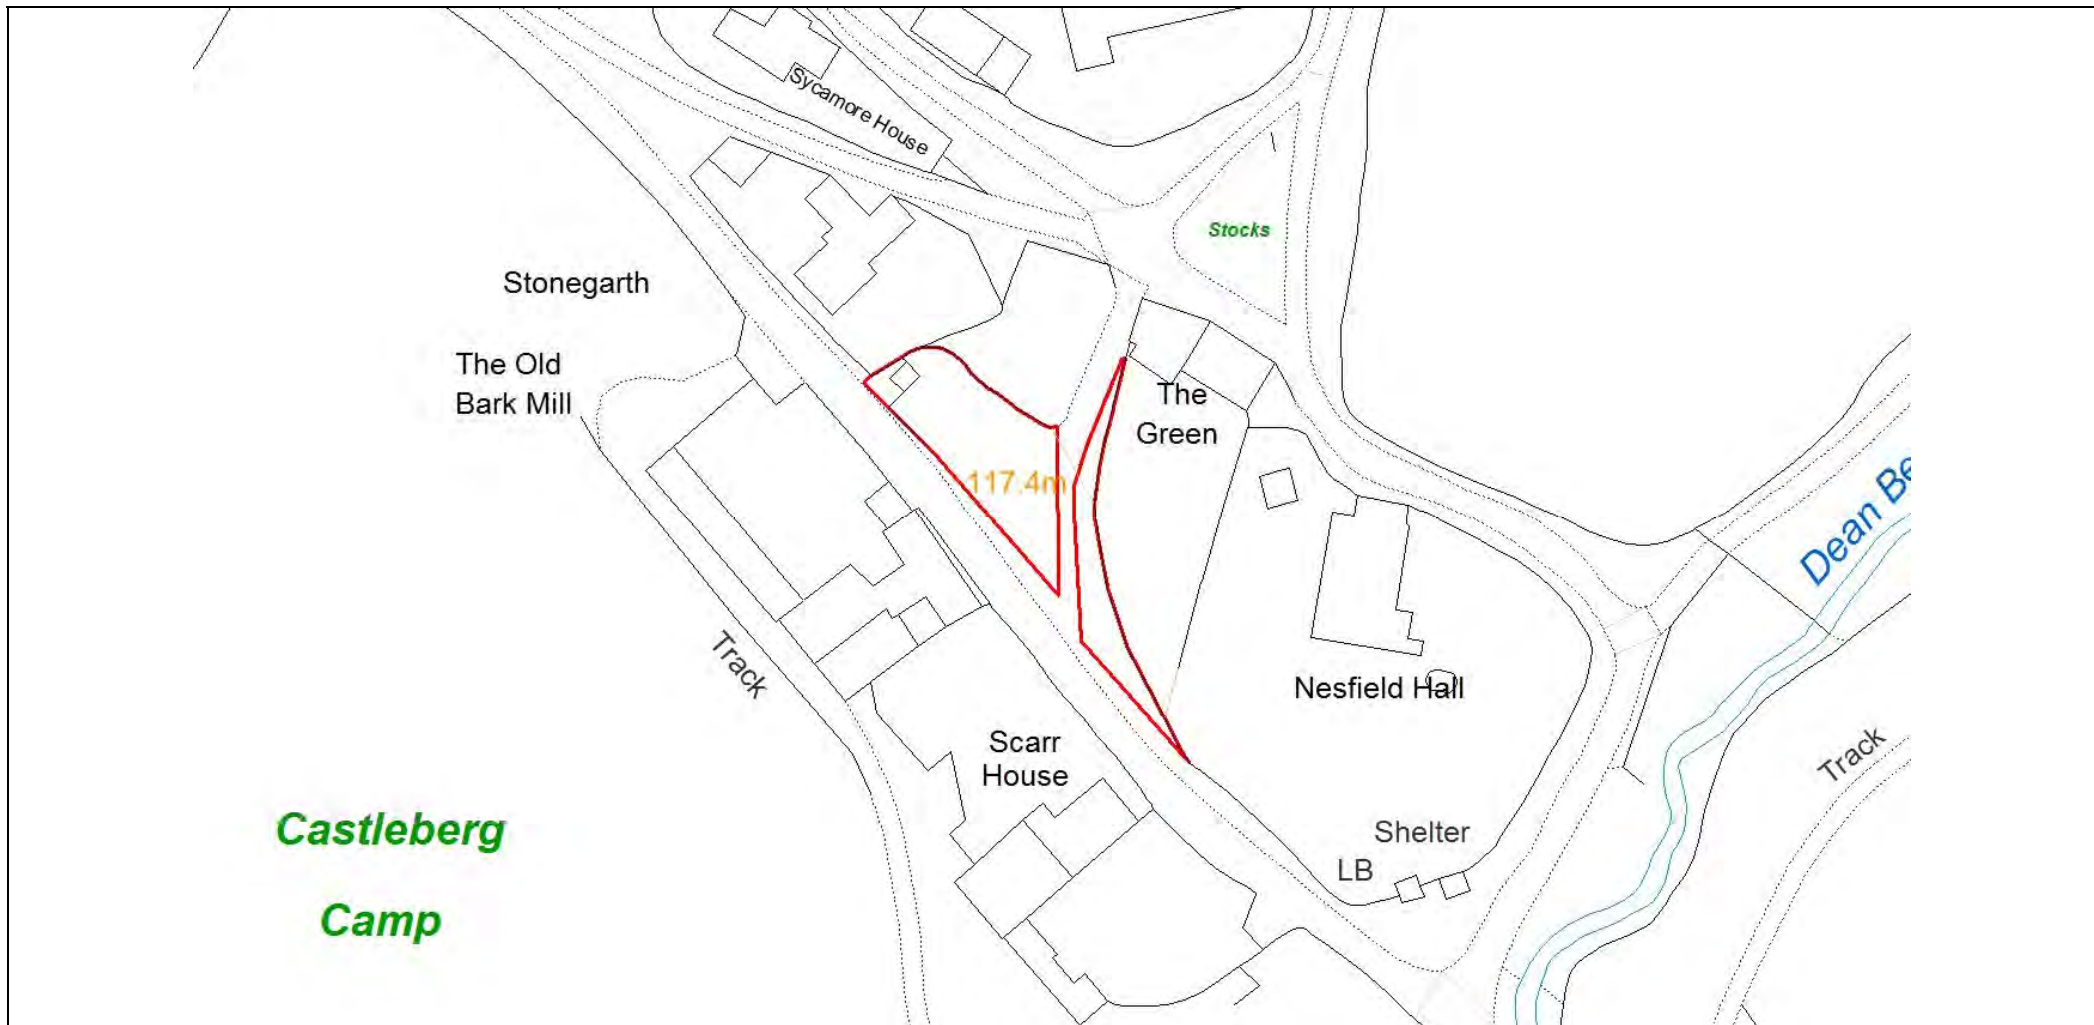 Sycamore House
Stocks
Stonegarth
The Old
Bark Mill
The
Green
117.4m
Dean Be
Track
Nesfield Hall
Scarr
House
Track
Castleberg
Camp
Shelter
LB